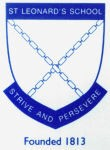 ST LEONARD'S SCHOOL
STRIVE AND PERSEVERE
Founded 1813